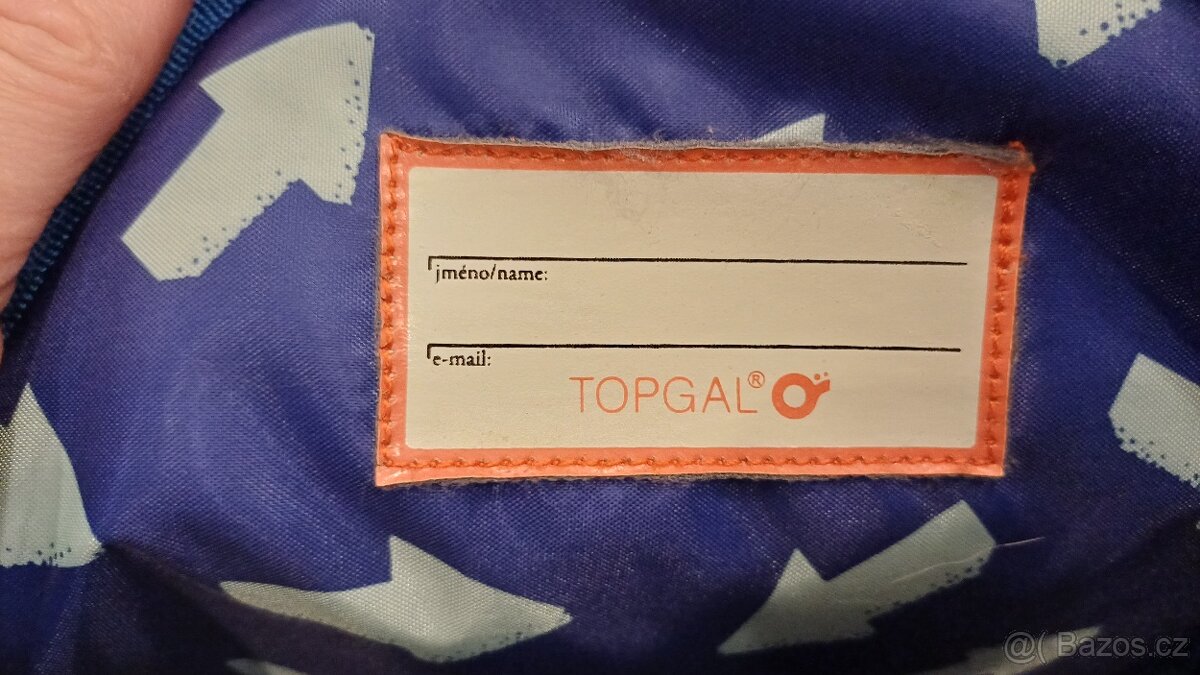 jméno/name:
e-mail:
TOPGAL®
@( Bazos.cz